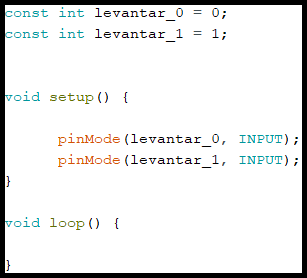 const int levantar_0 = 0;
const int levantar_1 = 1;
void setup() {
pinMode(levantar_0, INPUT);
pinMode(levantar_1, INPUT);
}
void loop() {
}